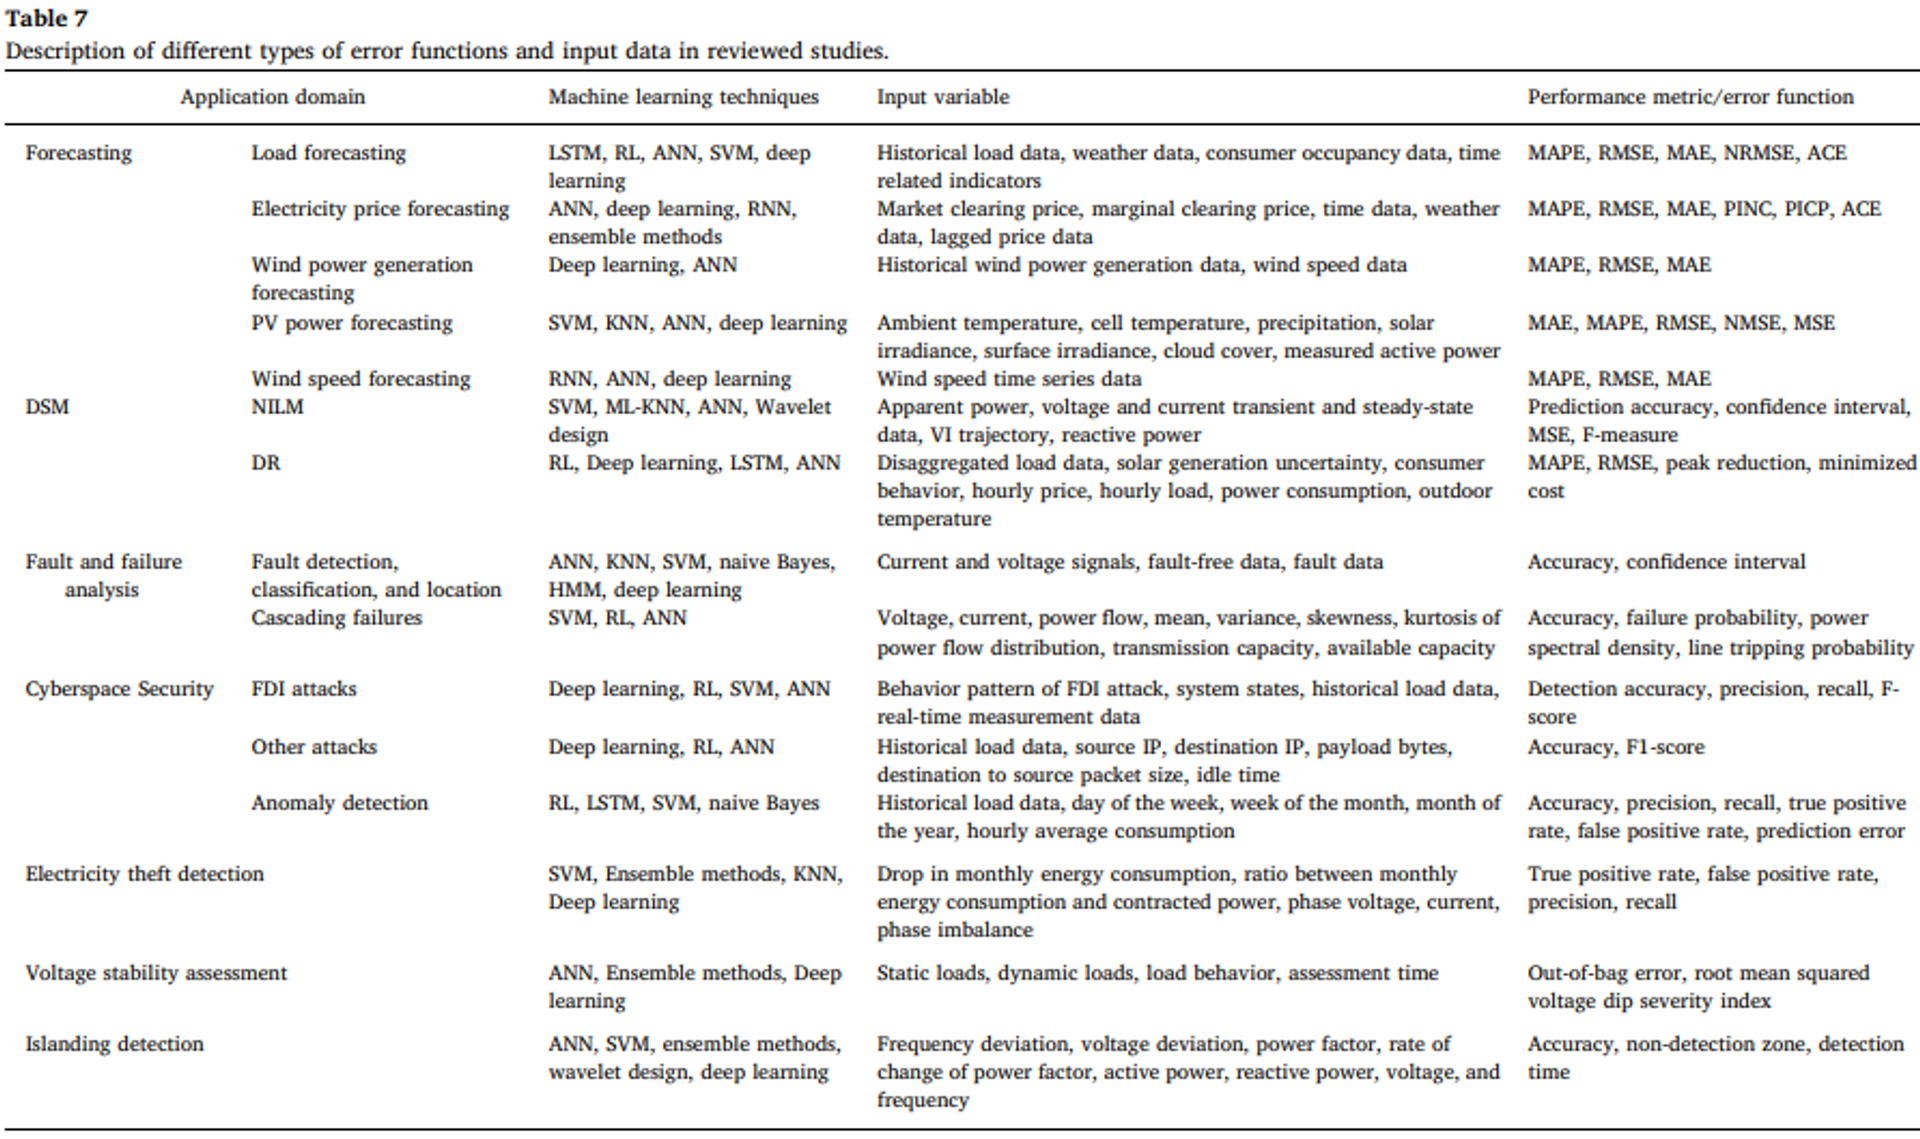 Table 7
Description of different types of error functions and input data in reviewed studies.
Application domain Machine learning techniques Input variable Performance metric/error function
Forecasting Load forecasting LSTM, RL, ANN, SVM, deep Historical load data, weather data, consumer occupancy data, time MAPE, RMSE, MAE, NRMSE, ACE
learning related indicators
Electricity price forecasting ANN, deep learning, RNN, Market clearing price, marginal clearing price, time data, weather MAPE, RMSE, MAE, PINC, PICP, ACE
ensemble methods data, lagged price data
Wind power generation Deep learning, ANN Historical wind power generation data, wind speed data MAPE, RMSE, MAE
forecasting
PV power forecasting SVM, KNN, ANN, deep learning Ambient temperature, cell temperature, precipitation, solar MAE, MAPE, RMSE, NMSE, MSE
irradiance, surface irradiance, cloud cover, measured active power
Wind speed forecasting RNN, ANN, deep learning Wind speed time series data MAPE, RMSE, MAE
DSM NILM SVM, ML-KNN, ANN, Wavelet Apparent power, voltage and current transient and steady-state Prediction accuracy, confidence interval,
design data, VI trajectory, reactive power MSE, F-measure
DR RL, Deep learning, LSTM, ANN Disaggregated load data, solar generation uncertainty, consumer MAPE, RMSE, peak reduction, minimized
behavior, hourly price, hourly load, power consumption, outdoor cost
temperature
Fault and failure Fault detection, ANN, KNN, SVM, naive Bayes, Current and voltage signals, fault-free data, fault data Accuracy, confidence interval
analysis classification, and location HMM, deep learning
Cascading failures SVM, RL, ANN Voltage, current, power flow, mean, variance, skewness, kurtosis of Accuracy, failure probability, power
power flow distribution, transmission capacity, available capacity spectral density, line tripping probability
Cyberspace Security FDI attacks Deep learning, RL, SVM, ANN Behavior pattern of FDI attack, system states, historical load data, Detection accuracy, precision, recall, F-
real-time measurement data score
Other attacks Deep learning, RL, ANN Historical load data, source IP, destination IP, payload bytes, Accuracy, F1-score
destination to source packet size, idle time
Anomaly detection RL, LSTM, SVM, naive Bayes Historical load data, day of the week, week of the month, month of Accuracy, precision, recall, true positive
the year, hourly average consumption rate, false positive rate, prediction error
Electricity theft detection SVM, Ensemble methods, KNN, Drop in monthly energy consumption, ratio between monthly True positive rate, false positive rate,
Deep learning energy consumption and contracted power, phase voltage, current, precision, recall
phase imbalance
Voltage stability assessment ANN, Ensemble methods, Deep Static loads, dynamic loads, load behavior, assessment time Out-of-bag error, root mean squared
learning voltage dip severity index
Islanding detection ANN, SVM, ensemble methods, Frequency deviation, voltage deviation, power factor, rate of Accuracy, non-detection zone, detection
wavelet design, deep learning change of power factor, active power, reactive power, voltage, and time
frequency